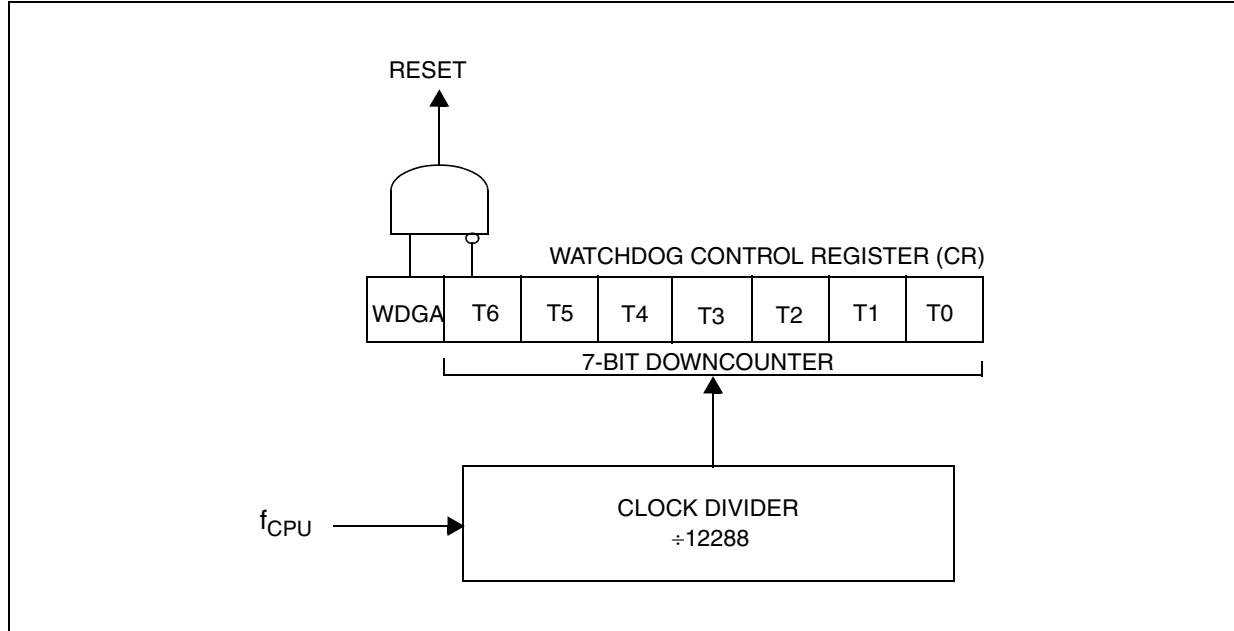 RESET
WATCHDOG CONTROL REGISTER (CR)
WDGA T6 T5 T4 T3 T2 T1 T0
7-BIT DOWNCOUNTER
fCPU
CLOCK DIVIDER
÷12288